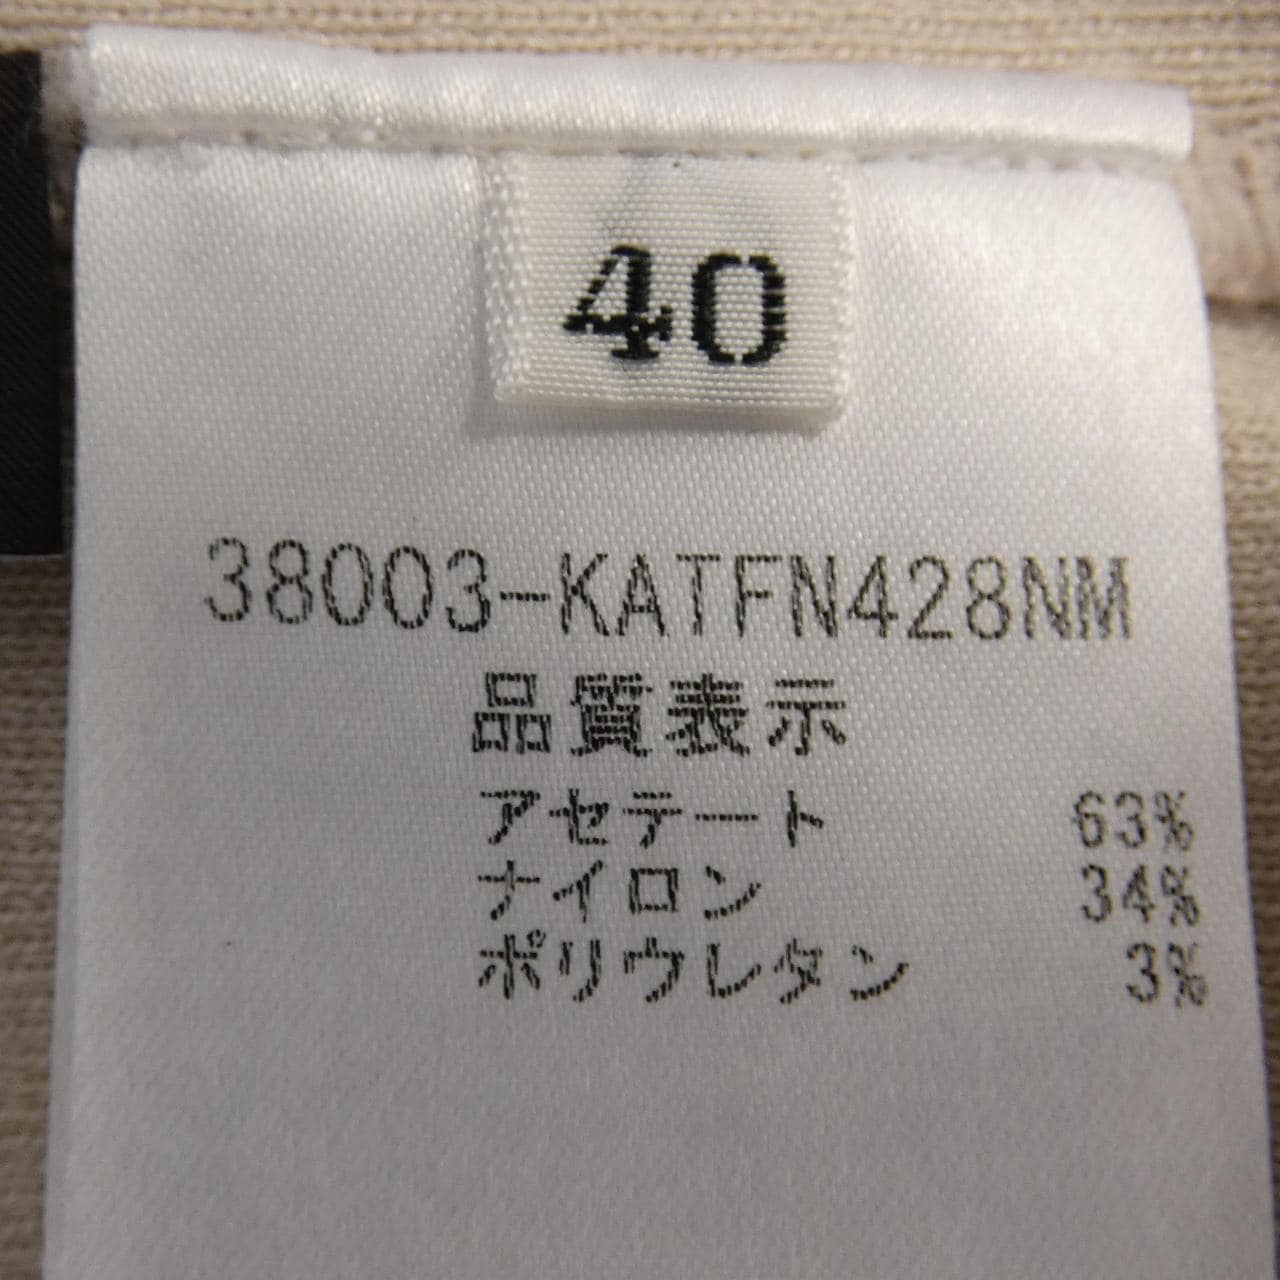 40
38003-KATFN428NM
品質表示
アセテート 63%
ナイロン 34%
ポリウレタン 3%